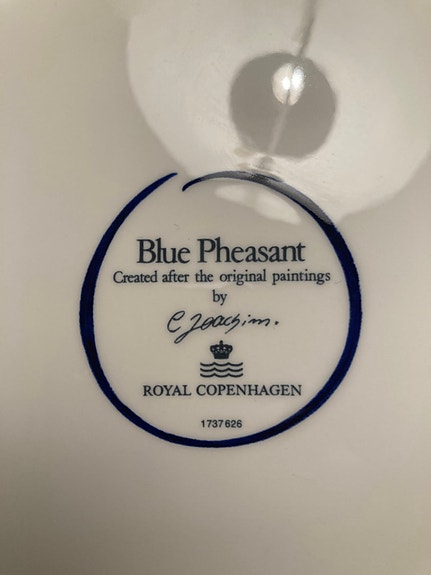 Blue Pheasant
Created after the original paintings
by
C Joachim.
ROYAL COPENHAGEN
1737626